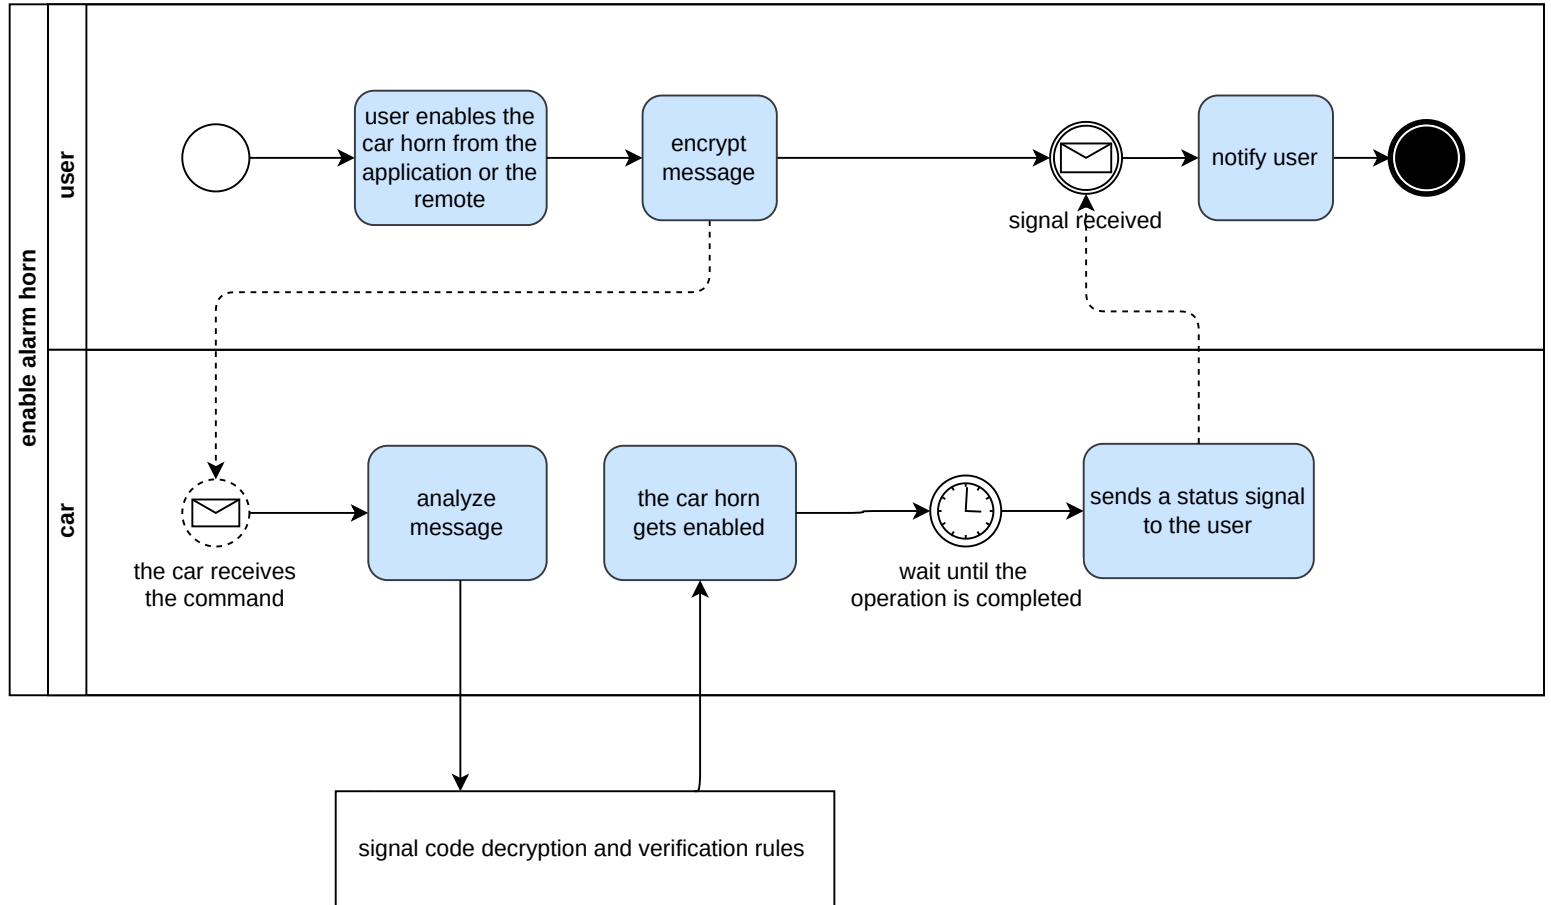 enable alarm horn
user
user enables the
car horn from the
application or the
remote
encrypt
message
signal received
notify user
car
the car receives
the command
analyze
message
the car horn
gets enabled
wait until the
operation is completed
sends a status signal
to the user
signal code decryption and verification rules